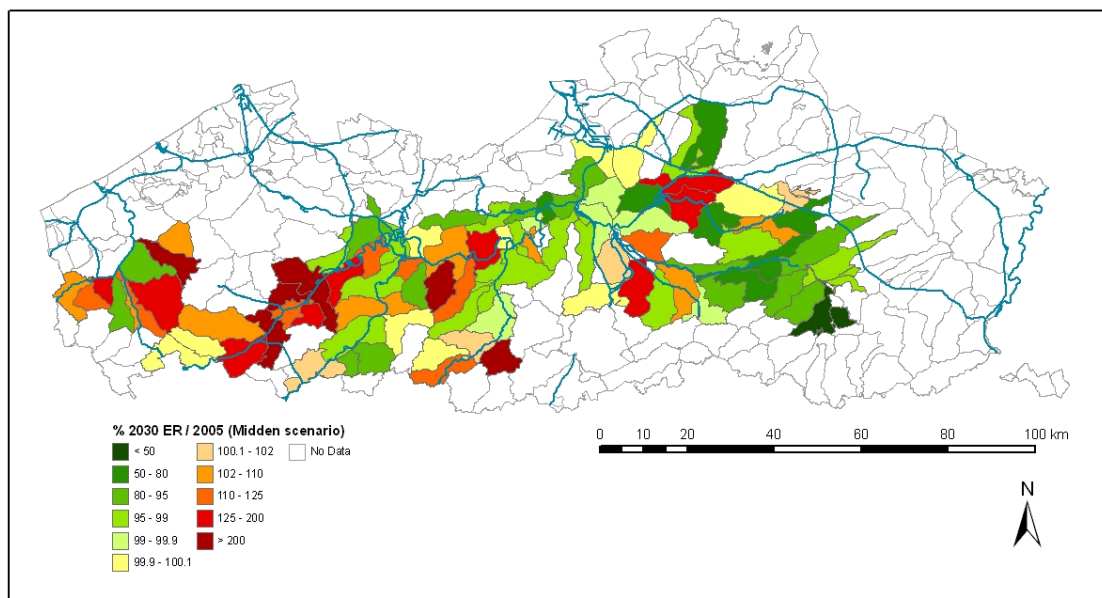 % 2030 ER / 2005 (Midden scenario)
< 50
50 - 80
80 - 95
95 - 99
99 - 99.9
99.9 - 100.1
100.1 - 102
102 - 110
110 - 125
125 - 200
> 200
No Data
0 10 20 40 60 80 100 km
N